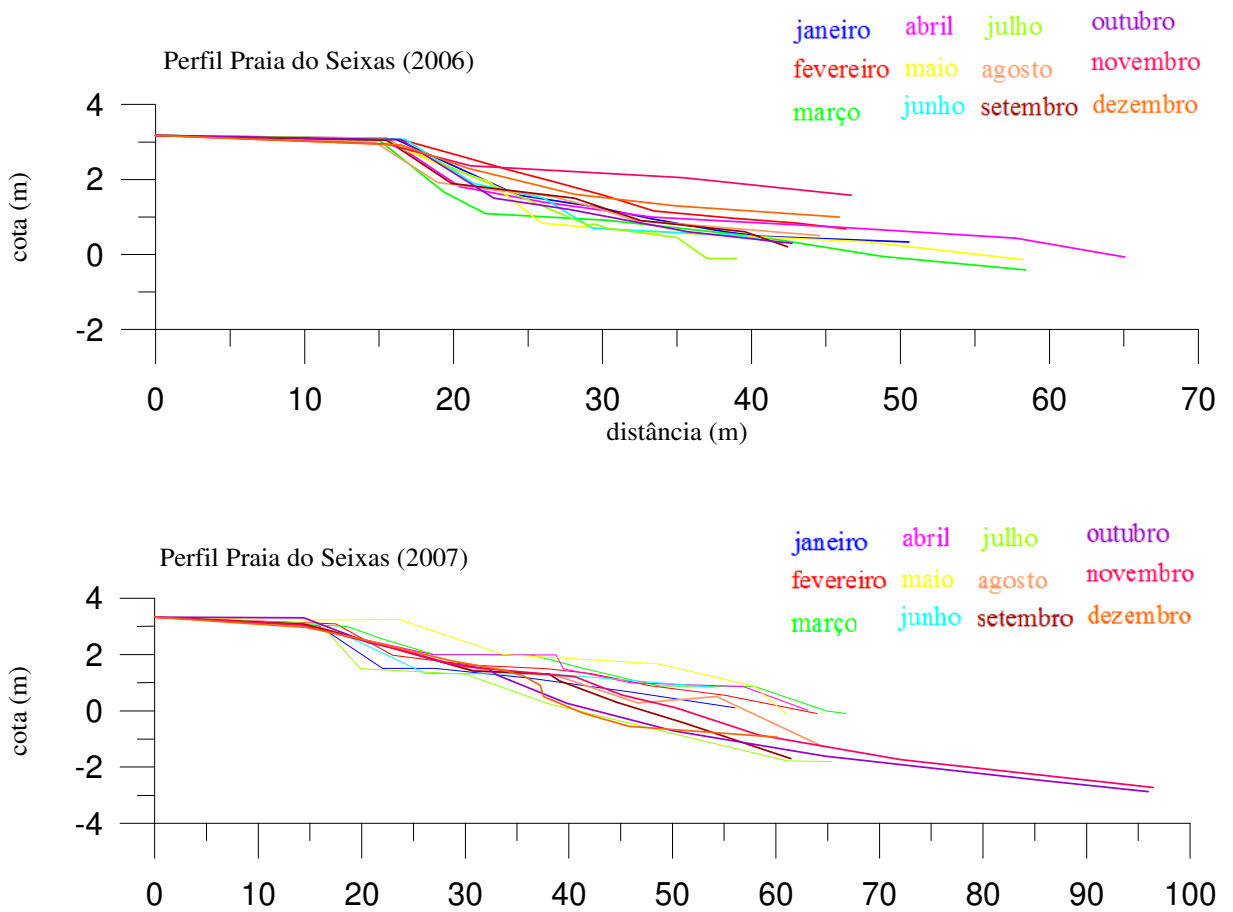 Perfil Praia do Seixas (2006)
janeiro abril julho outubro
fevereiro maio agosto novembro
março junho setembro dezembro
cota (m)
4
2
0
-2
0 10 20 30 40 50 60 70
distância (m)
Perfil Praia do Seixas (2007)
janeiro abril julho outubro
fevereiro maio agosto novembro
março junho setembro dezembro
cota (m)
4
2
0
-2
-4
0 10 20 30 40 50 60 70 80 90 100